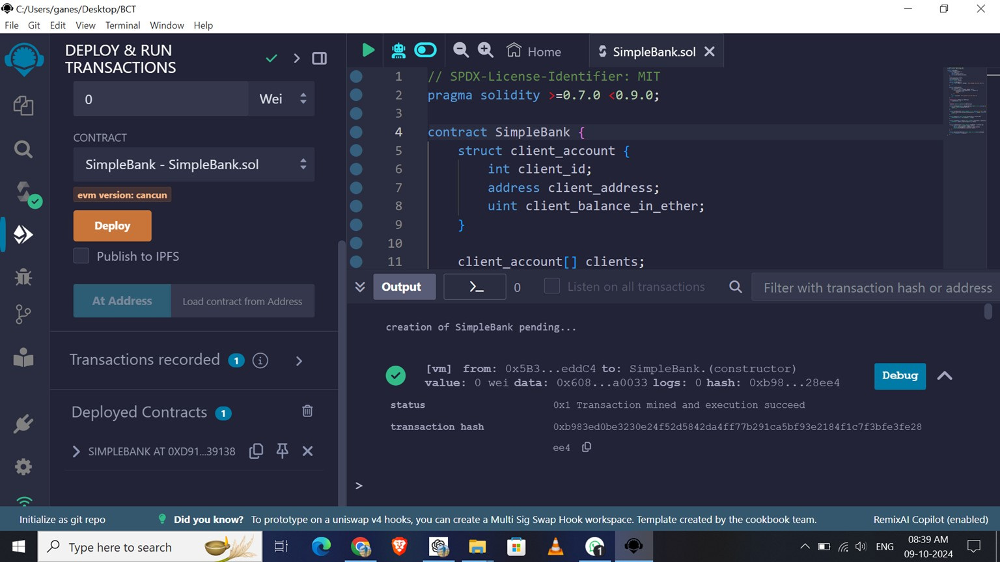 C:/Users/ganes/Desktop/BCT
File Git Edit View Terminal Window Help
DEPLOY & RUN
TRANSACTIONS
0 Wei
CONTRACT
SimpleBank - SimpleBank.sol
evm version: cancun
Deploy
Publish to IPFS
At Address Load contract from Address
Transactions recorded 1 i
Deployed Contracts 1
SIMPLEBANK AT 0XD91...39138
Home SimpleBank.sol
1 // SPDX-License-Identifier: MIT
2 pragma solidity >=0.7.0 <0.9.0;
3
4 contract SimpleBank {
5 struct client_account {
6 int client_id;
7 address client_address;
8 uint client_balance_in_ether;
9 }
10
11 client_account[] clients;
Output >_ 0 Listen on all transactions Filter with transaction hash or address
creation of SimpleBank pending...
[vm] from: 0x5B3...eddC4 to: SimpleBank.(constructor)
value: 0 wei data: 0x608...a0033 logs: 0 hash: 0xb98...28ee4
Debug
status 0x1 Transaction mined and execution succeed
transaction hash 0xb983ed0be3230e24f52d5842da4ff77b291ca5bf93e2184f1c7f3bfe3fe28
ee4
>
Initialize as git repo Did you know? To prototype on a uniswap v4 hooks, you can create a Multi Sig Swap Hook workspace. Template created by the cookbook team. RemixAI Copilot (enabled)
Type here to search 1 ENG 08:39 AM
09-10-2024